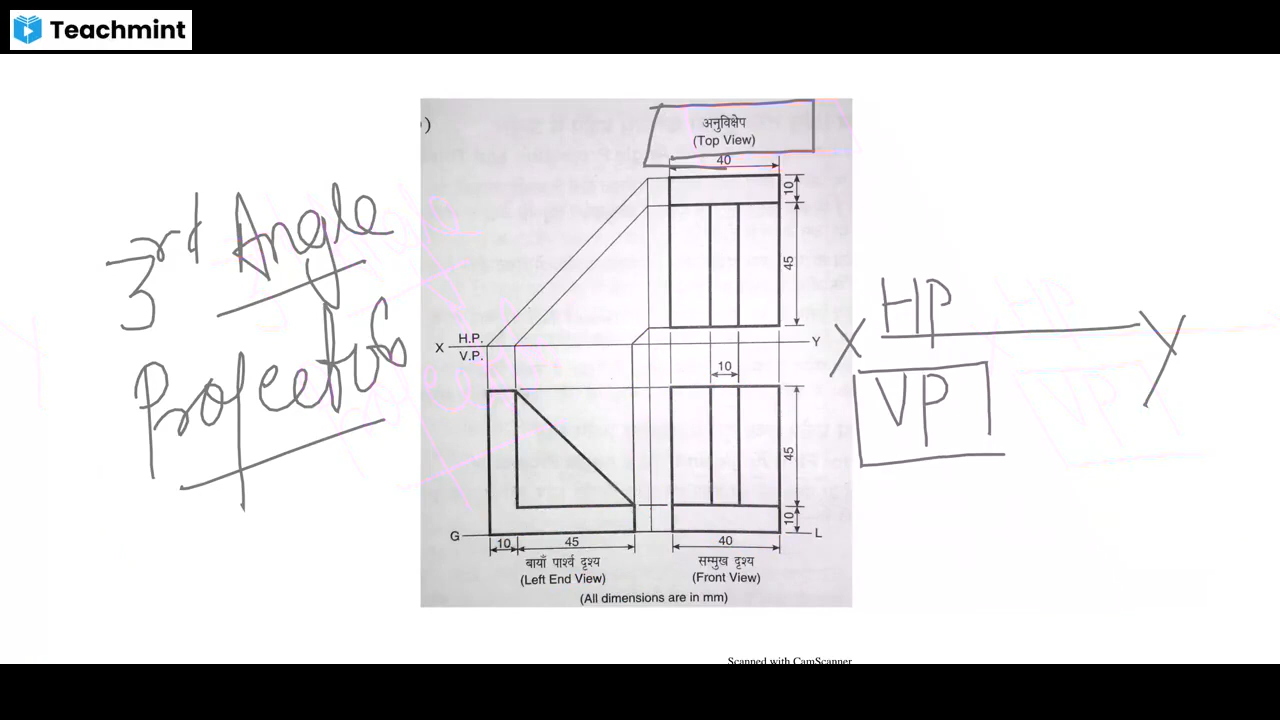 Teachmint
)
अनुविक्षेप
(Top View)
40
10
45
3rd Angle
Projection
X H.P. Y
V.P.
10
45
10
G L
10 45 40
बायाँ पार्श्व दृश्य
(Left End View)
सम्मुख दृश्य
(Front View)
(All dimensions are in mm)
X HP Y
VP
Scanned with CamScanner